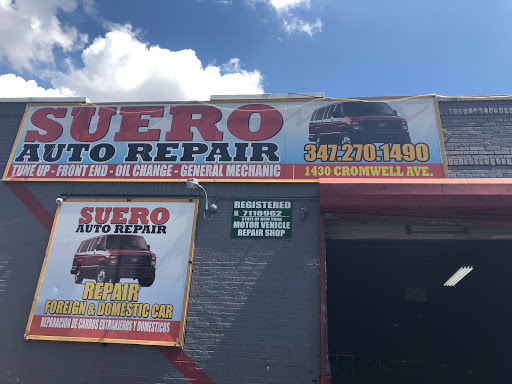 SUERO
AUTO REPAIR
TUNE UP - FRONT END - OIL CHANGE - GENERAL MECHANIC
347.270.1490
1430 CROMWELL AVE.
SUERO
AUTO REPAIR
REPAIR
FOREIGN & DOMESTIC CAR
REPARACION DE CARROS EXTRANJEROS Y DOMESTICOS
REGISTERED
7118962
STATE OF NEW YORK
MOTOR VEHICLE
REPAIR SHOP